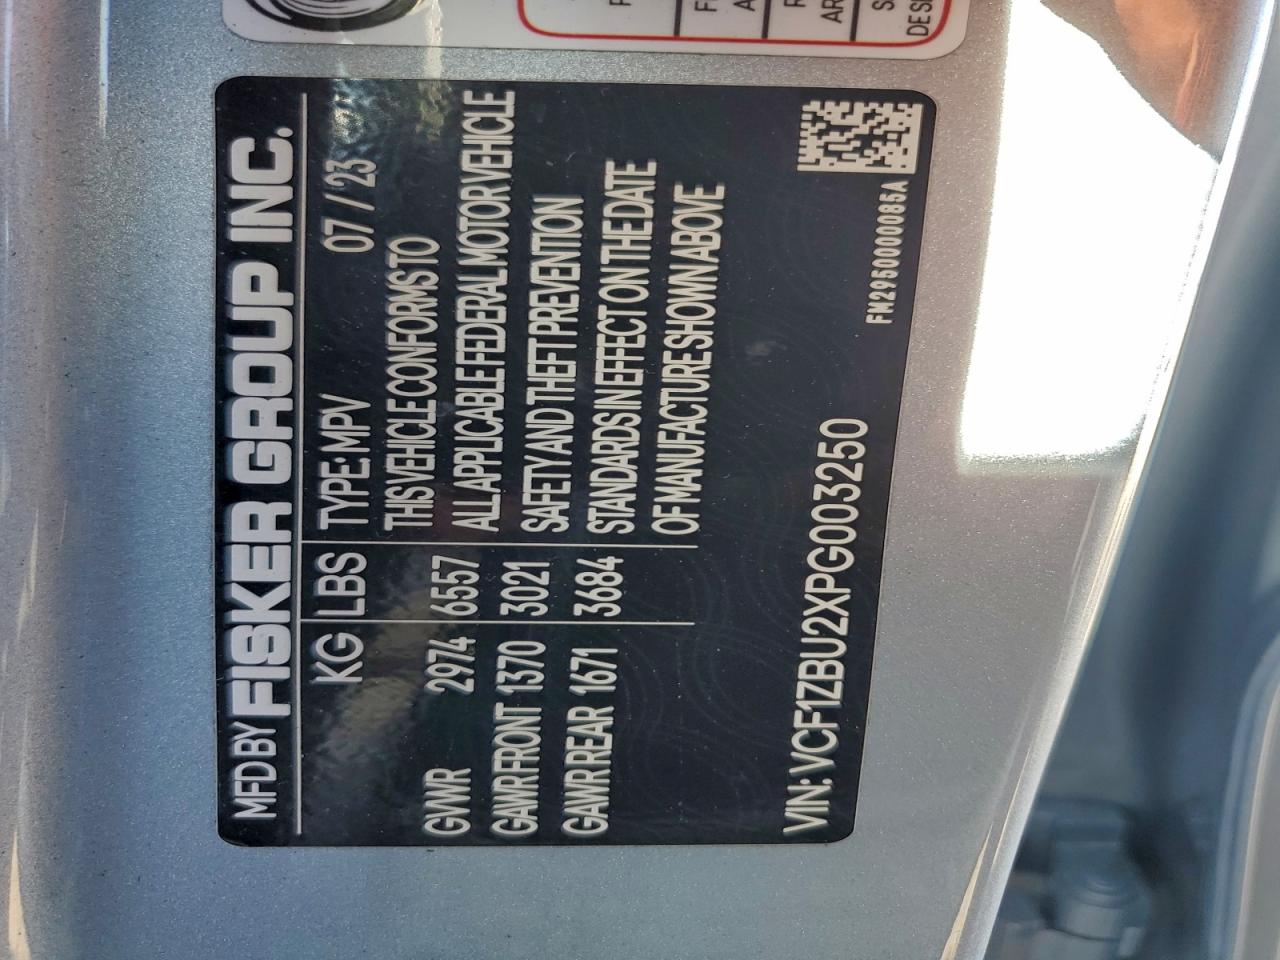 MFD BY FISKER GROUP INC.
KG LBS TYPE: MPV 07 / 23
THIS VEHICLE CONFORMS TO
GVWR 2974 6557 ALL APPLICABLE FEDERAL MOTOR VEHICLE
GAWR FRONT 1370 3021 SAFETY AND THEFT PREVENTION
GAWR REAR 1671 3684 STANDARDS IN EFFECT ON THE DATE
OF MANUFACTURE SHOWN ABOVE
VIN: VCF1ZBU2XPG003250
FM2950000085A